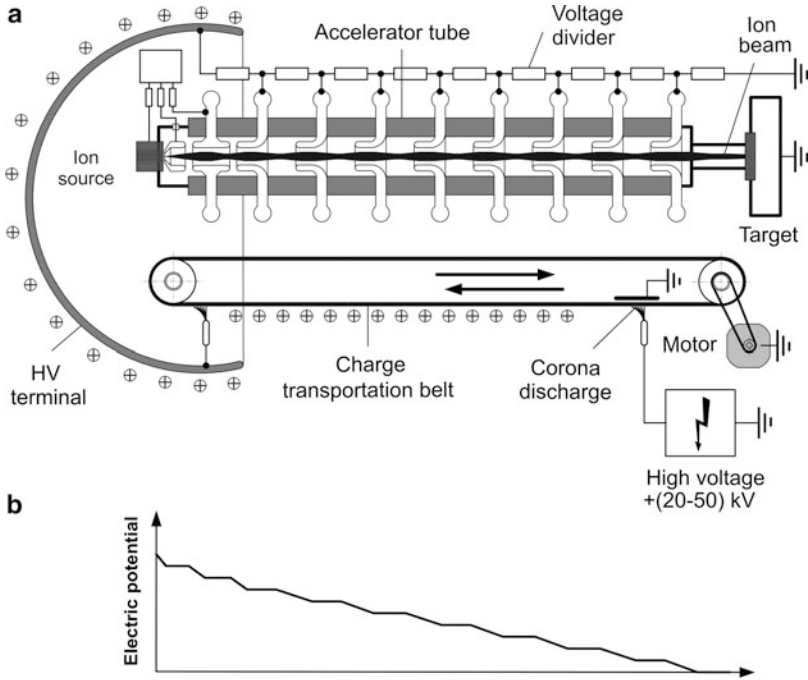 a
Accelerator tube
Voltage
divider
Ion
beam
Ion
source
Target
HV
terminal
Charge
transportation belt
Corona
discharge
Motor
High voltage
+(20-50) kV
b
Electric potential